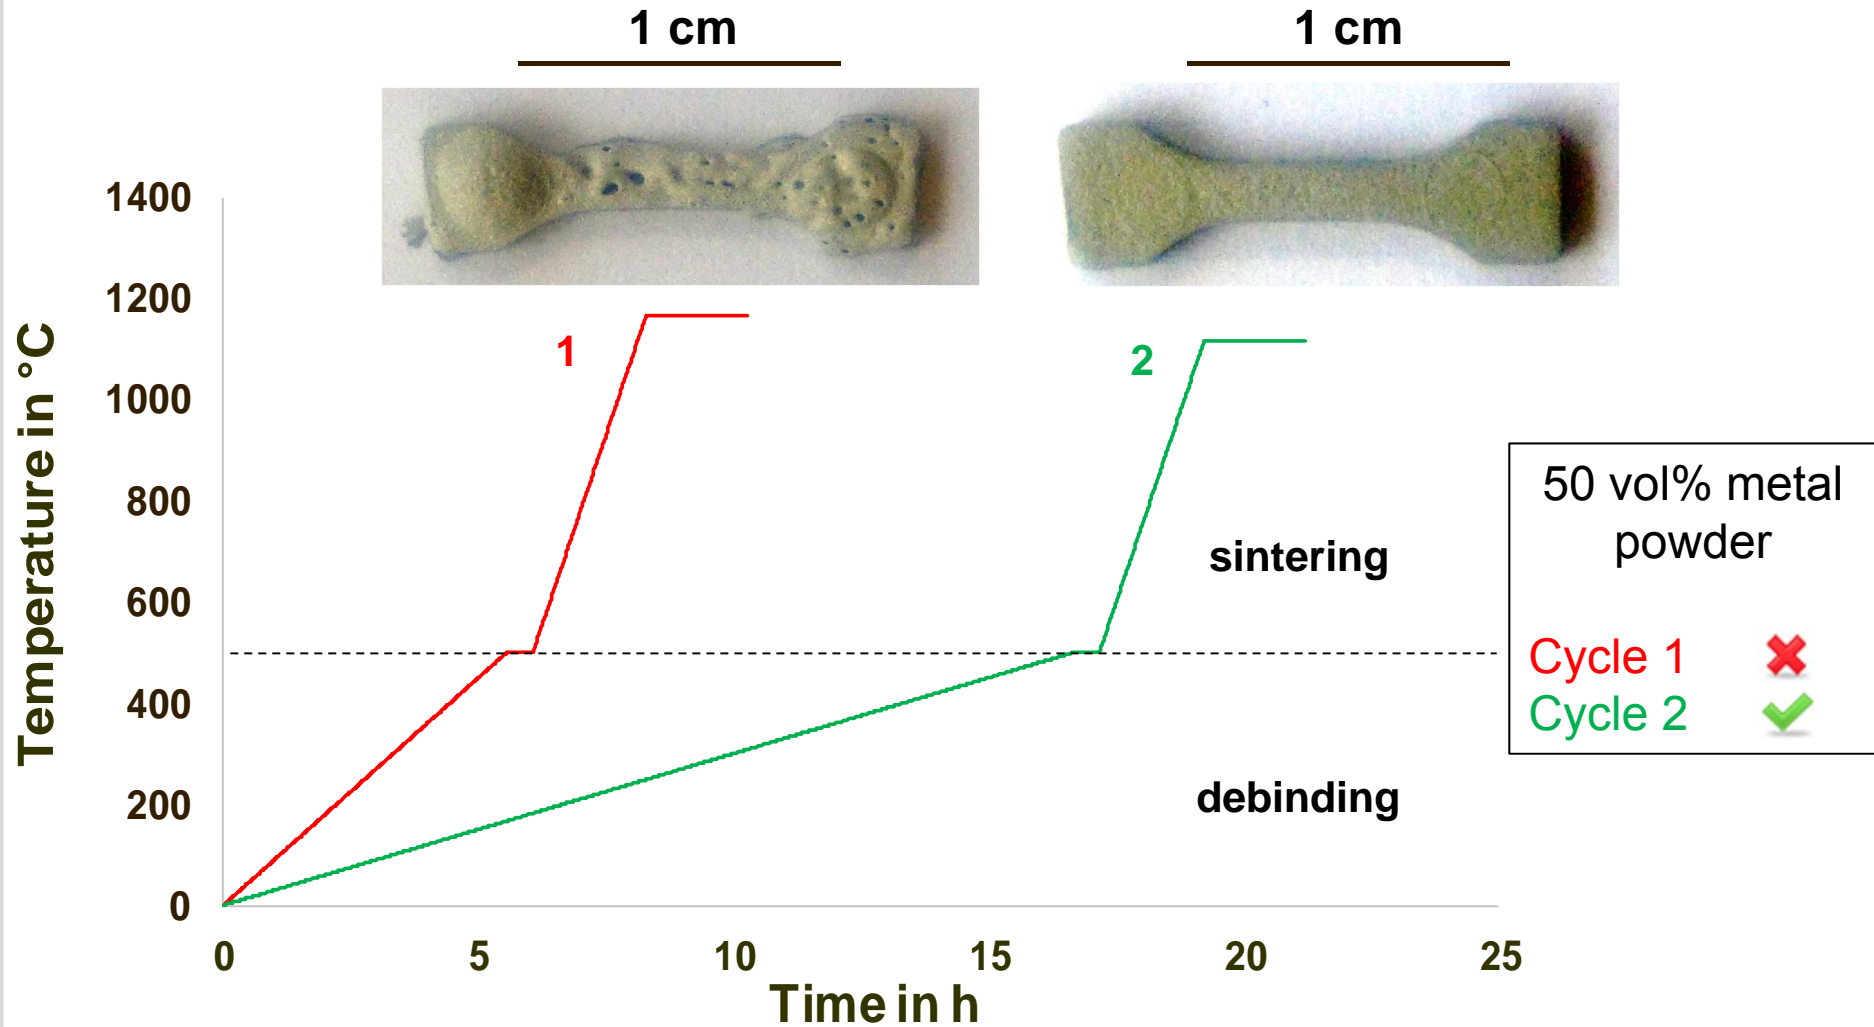 1 cm
1 cm
1400
1200
1000
800
600
400
200
0
Temperature in °C
1
2
sintering
debinding
50 vol% metal
powder
Cycle 1
Cycle 2
0
5
10
15
20
25
Time in h